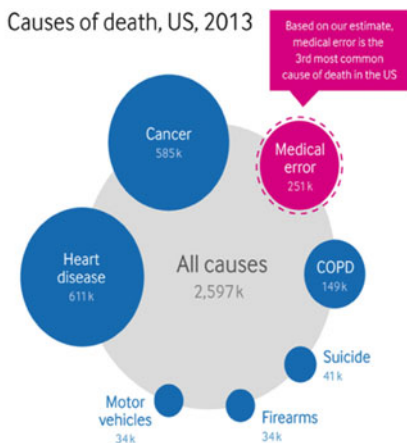 Causes of death, US, 2013
Based on our estimate,
medical error is the
3rd most common
cause of death in the US
Cancer
585k
Medical
error
251k
Heart
disease
611k
All causes
2,597k
COPD
149k
Suicide
41k
Motor
vehicles
34k
Firearms
34k